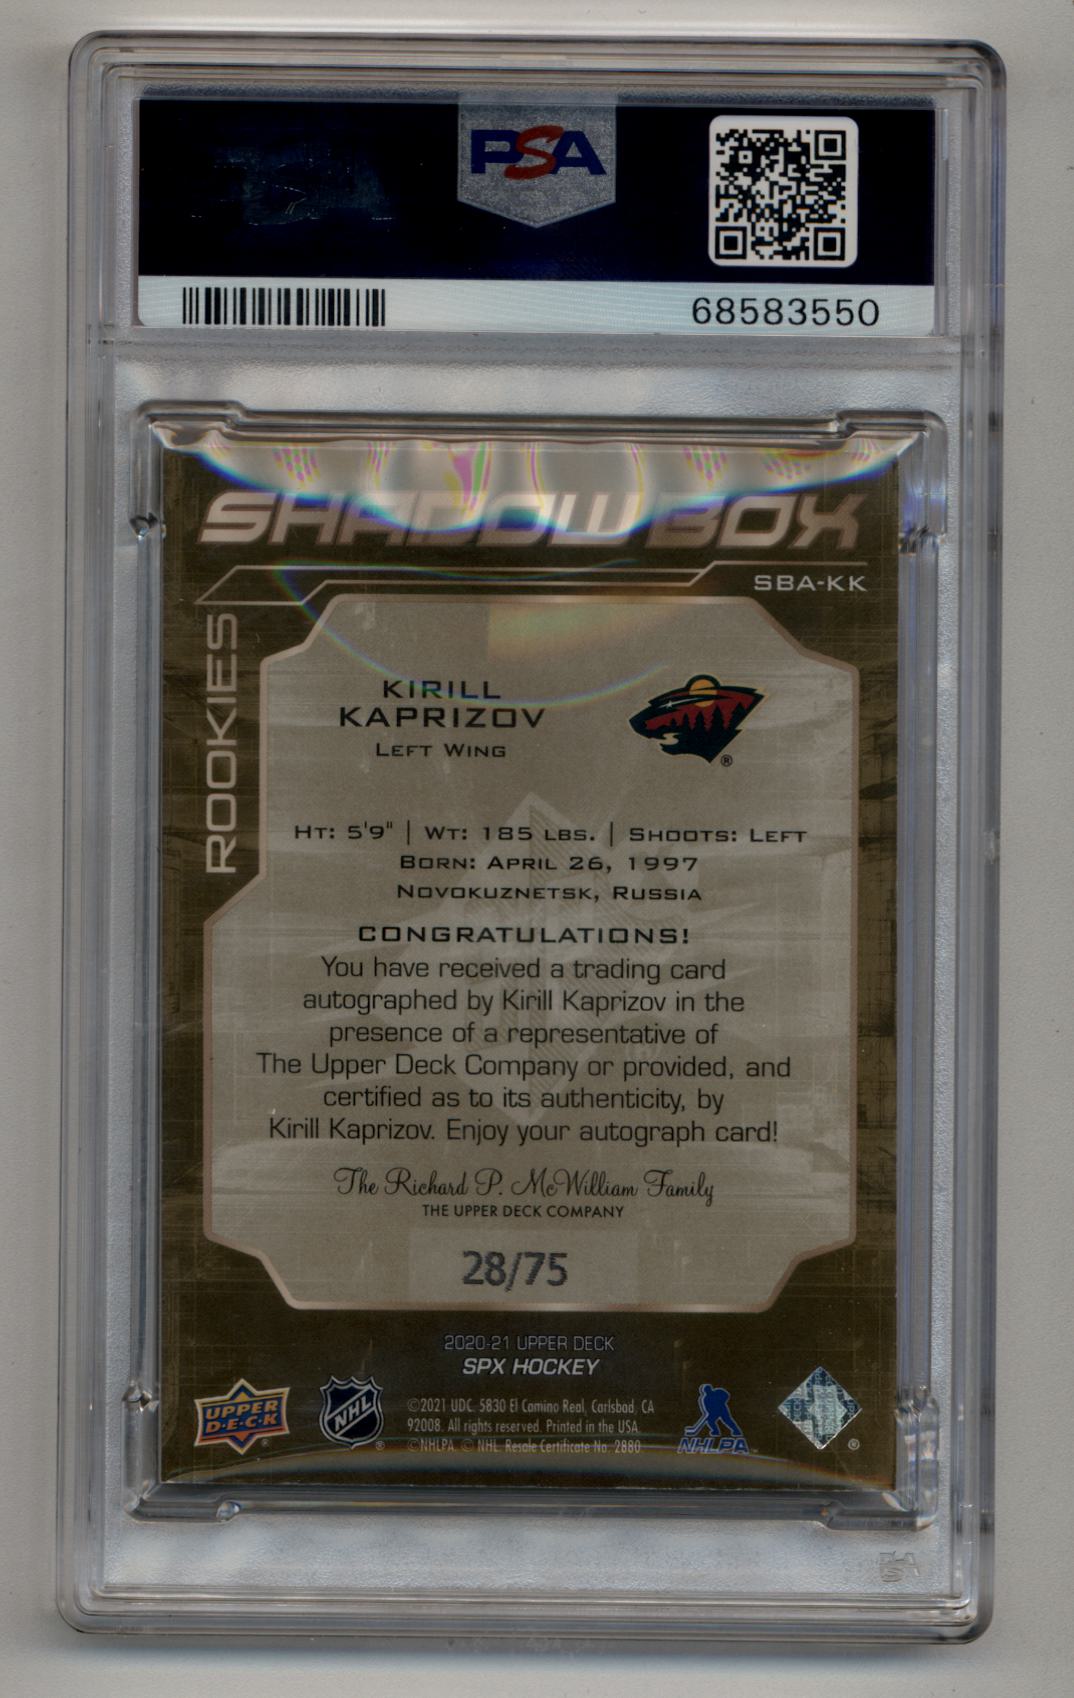 PSA
68583550
SHADOW BOX
SBA-KK
ROOKIES
KIRILL
KAPRIZOV
LEFT WING
®
HT: 5'9" | WT: 185 LBS. | SHOOTS: LEFT
BORN: APRIL 26, 1997
NOVOKUZNETSK, RUSSIA
CONGRATULATIONS!
You have received a trading card
autographed by Kirill Kaprizov in the
presence of a representative of
The Upper Deck Company or provided, and
certified as to its authenticity, by
Kirill Kaprizov. Enjoy your autograph card!
The Richard P. McWilliam Family
THE UPPER DECK COMPANY
28/75
2020-21 UPPER DECK
SPX HOCKEY
UPPER
D·E·C·K
®
NHL
®
©2021 UDC. 5830 El Camino Real, Carlsbad, CA
92008. All rights reserved. Printed in the USA.
©NHLPA. © NHL. Resale Certificate No. 2880
NHLPA™
®
PSA